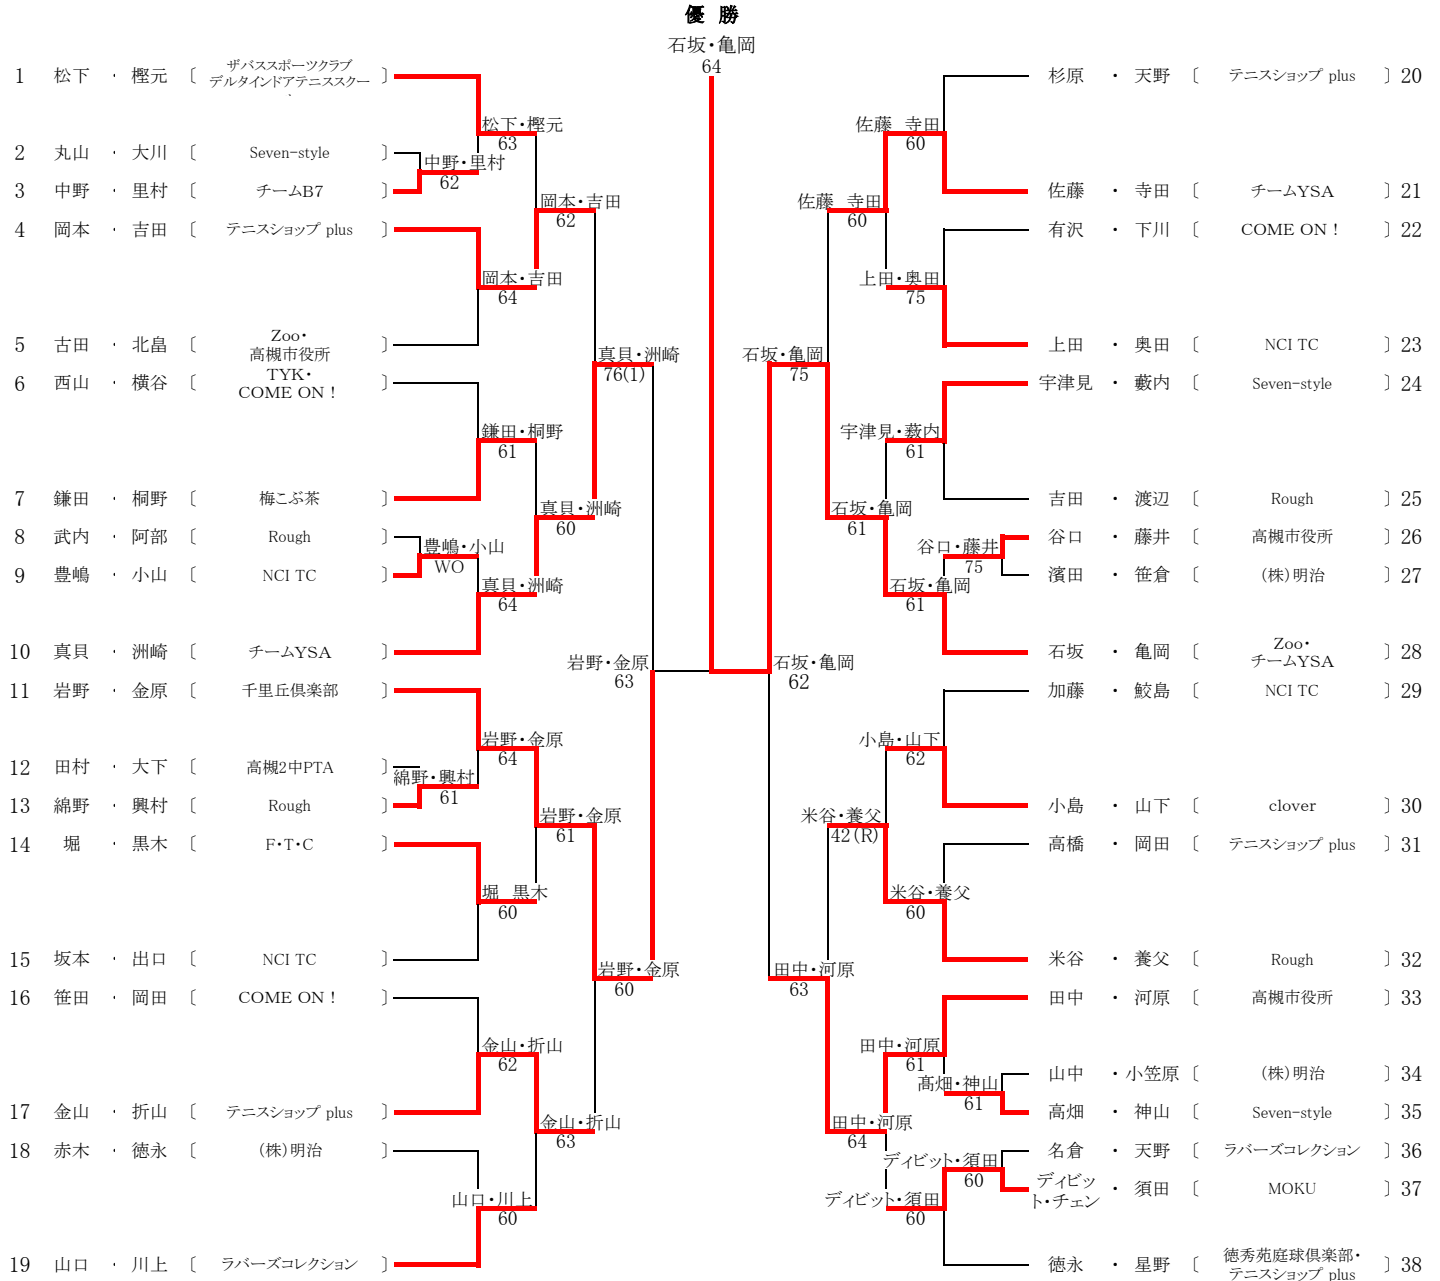 優 勝
石坂・亀岡
64
1 松下 ・ 樫元 〔 ザバススポーツクラブ デルタインドアテニススクー 〕
2 丸山 ・ 大川 〔 Seven-style 〕
3 中野 ・ 里村 〔 チームB7 〕
4 岡本 ・ 吉田 〔 テニスショップ plus 〕
5 古田 ・ 北畠 〔 Zoo・ 高槻市役所 〕
6 西山 ・ 横谷 〔 TYK・ COME ON！ 〕
7 鎌田 ・ 桐野 〔 梅こぶ茶 〕
8 武内 ・ 阿部 〔 Rough 〕
9 豊嶋 ・ 小山 〔 NCI TC 〕
10 真貝 ・ 洲崎 〔 チームYSA 〕
11 岩野 ・ 金原 〔 千里丘倶楽部 〕
12 田村 ・ 大下 〔 高槻2中PTA 〕
13 綿野 ・ 興村 〔 Rough 〕
14 堀 ・ 黒木 〔 F・T・C 〕
15 坂本 ・ 出口 〔 NCI TC 〕
16 笹田 ・ 岡田 〔 COME ON！ 〕
17 金山 ・ 折山 〔 テニスショップ plus 〕
18 赤木 ・ 徳永 〔 (株)明治 〕
19 山口 ・ 川上 〔 ラバーズコレクション 〕
中野・里村
62
豊嶋・小山
WO
綿野・興村
61
松下・樫元
63
岡本・吉田
64
鎌田・桐野
61
真貝・洲崎
64
岩野・金原
64
堀 黒木
60
金山・折山
62
山口・川上
60
岡本・吉田
62
真貝・洲崎
60
岩野・金原
61
金山・折山
63
真貝・洲崎
76(1)
岩野・金原
60
岩野・金原
63
石坂・亀岡
62
石坂・亀岡
75
田中・河原
63
佐藤 寺田
60
石坂・亀岡
61
米谷・養父
42(R)
田中・河原
64
佐藤 寺田
60
上田・奥田
75
宇津見・薮内
61
石坂・亀岡
61
小島・山下
62
米谷・養父
60
田中・河原
61
ディビット・須田
60
谷口・藤井
75
髙畑・神山
61
ディビット・須田
60
杉原 ・ 天野 〔 テニスショップ plus 〕 20
佐藤 ・ 寺田 〔 チームYSA 〕 21
有沢 ・ 下川 〔 COME ON！ 〕 22
上田 ・ 奥田 〔 NCI TC 〕 23
宇津見 ・ 藪内 〔 Seven-style 〕 24
吉田 ・ 渡辺 〔 Rough 〕 25
谷口 ・ 藤井 〔 高槻市役所 〕 26
濱田 ・ 笹倉 〔 (株)明治 〕 27
石坂 ・ 亀岡 〔 Zoo・ チームYSA 〕 28
加藤 ・ 鮫島 〔 NCI TC 〕 29
小島 ・ 山下 〔 clover 〕 30
高橋 ・ 岡田 〔 テニスショップ plus 〕 31
米谷 ・ 養父 〔 Rough 〕 32
田中 ・ 河原 〔 高槻市役所 〕 33
山中 ・ 小笠原 〔 (株)明治 〕 34
髙畑 ・ 神山 〔 Seven-style 〕 35
名倉 ・ 天野 〔 ラバーズコレクション 〕 36
ディビット・チェン ・ 須田 〔 MOKU 〕 37
徳永 ・ 星野 〔 徳秀苑庭球倶楽部・ テニスショップ plus 〕 38